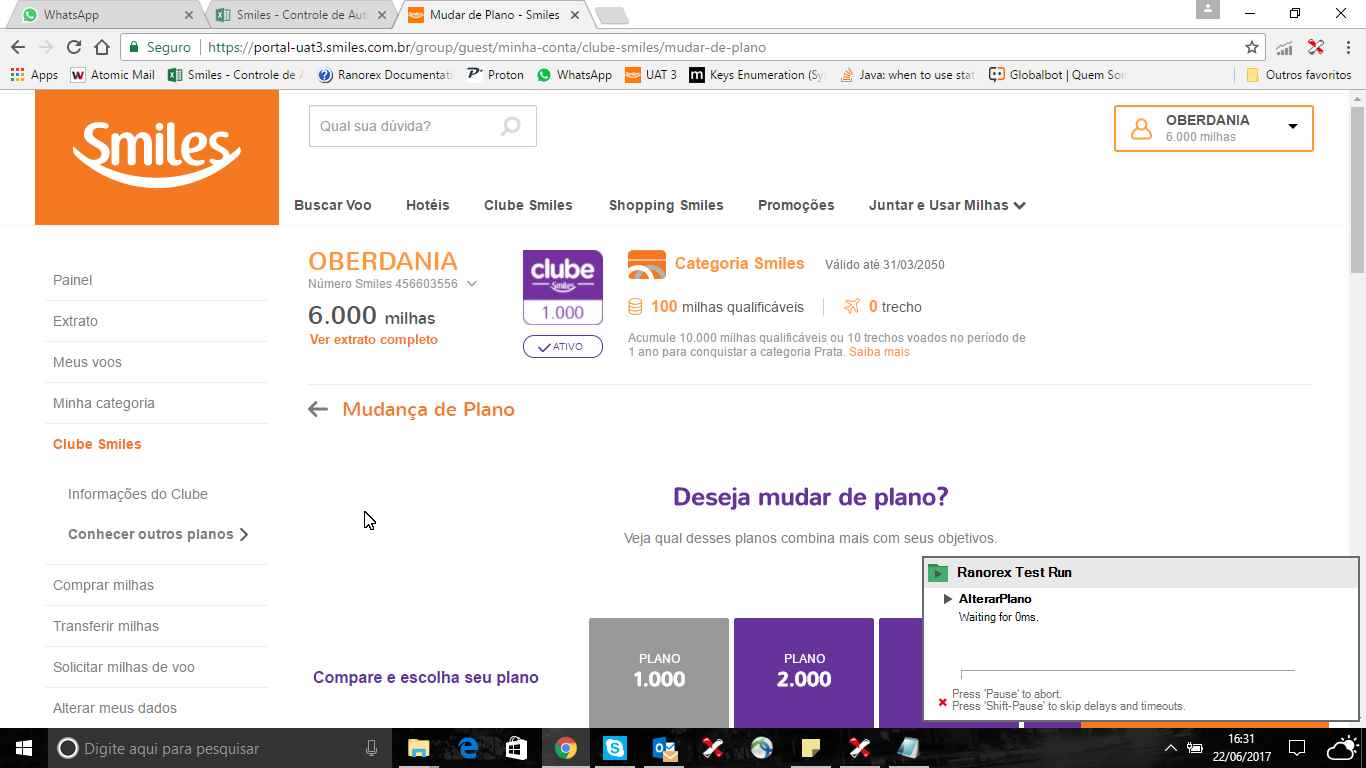 WhatsApp
Smiles - Controle de Aut
Mudar de Plano - Smiles
Seguro
https://portal-uat3.smiles.com.br/group/guest/minha-conta/clube-smiles/mudar-de-plano
Apps
Atomic Mail
Smiles - Controle de A
Ranorex Documentati
Proton
WhatsApp
UAT 3
Keys Enumeration (Sy
Java: when to use stat
Globalbot | Quem Som
Outros favoritos
Smiles
Qual sua dúvida?
OBERDANIA
6.000 milhas
Buscar Voo
Hotéis
Clube Smiles
Shopping Smiles
Promoções
Juntar e Usar Milhas
Painel
Extrato
Meus voos
Minha categoria
Clube Smiles
Informações do Clube
Conhecer outros planos
Comprar milhas
Transferir milhas
Solicitar milhas de voo
Alterar meus dados
OBERDANIA
Número Smiles 456603556
6.000 milhas
Ver extrato completo
clube
Smiles
1.000
ATIVO
Categoria Smiles
Válido até 31/03/2050
100 milhas qualificáveis
0 trecho
Acumule 10.000 milhas qualificáveis ou 10 trechos voados no período de
1 ano para conquistar a categoria Prata. Saiba mais
Mudança de Plano
Deseja mudar de plano?
Veja qual desses planos combina mais com seus objetivos.
Compare e escolha seu plano
PLANO
1.000
PLANO
2.000
Ranorex Test Run
AlterarPlano
Waiting for 0ms.
Press 'Pause' to abort.
Press 'Shift-Pause' to skip delays and timeouts.
Digite aqui para pesquisar
16:31
22/06/2017